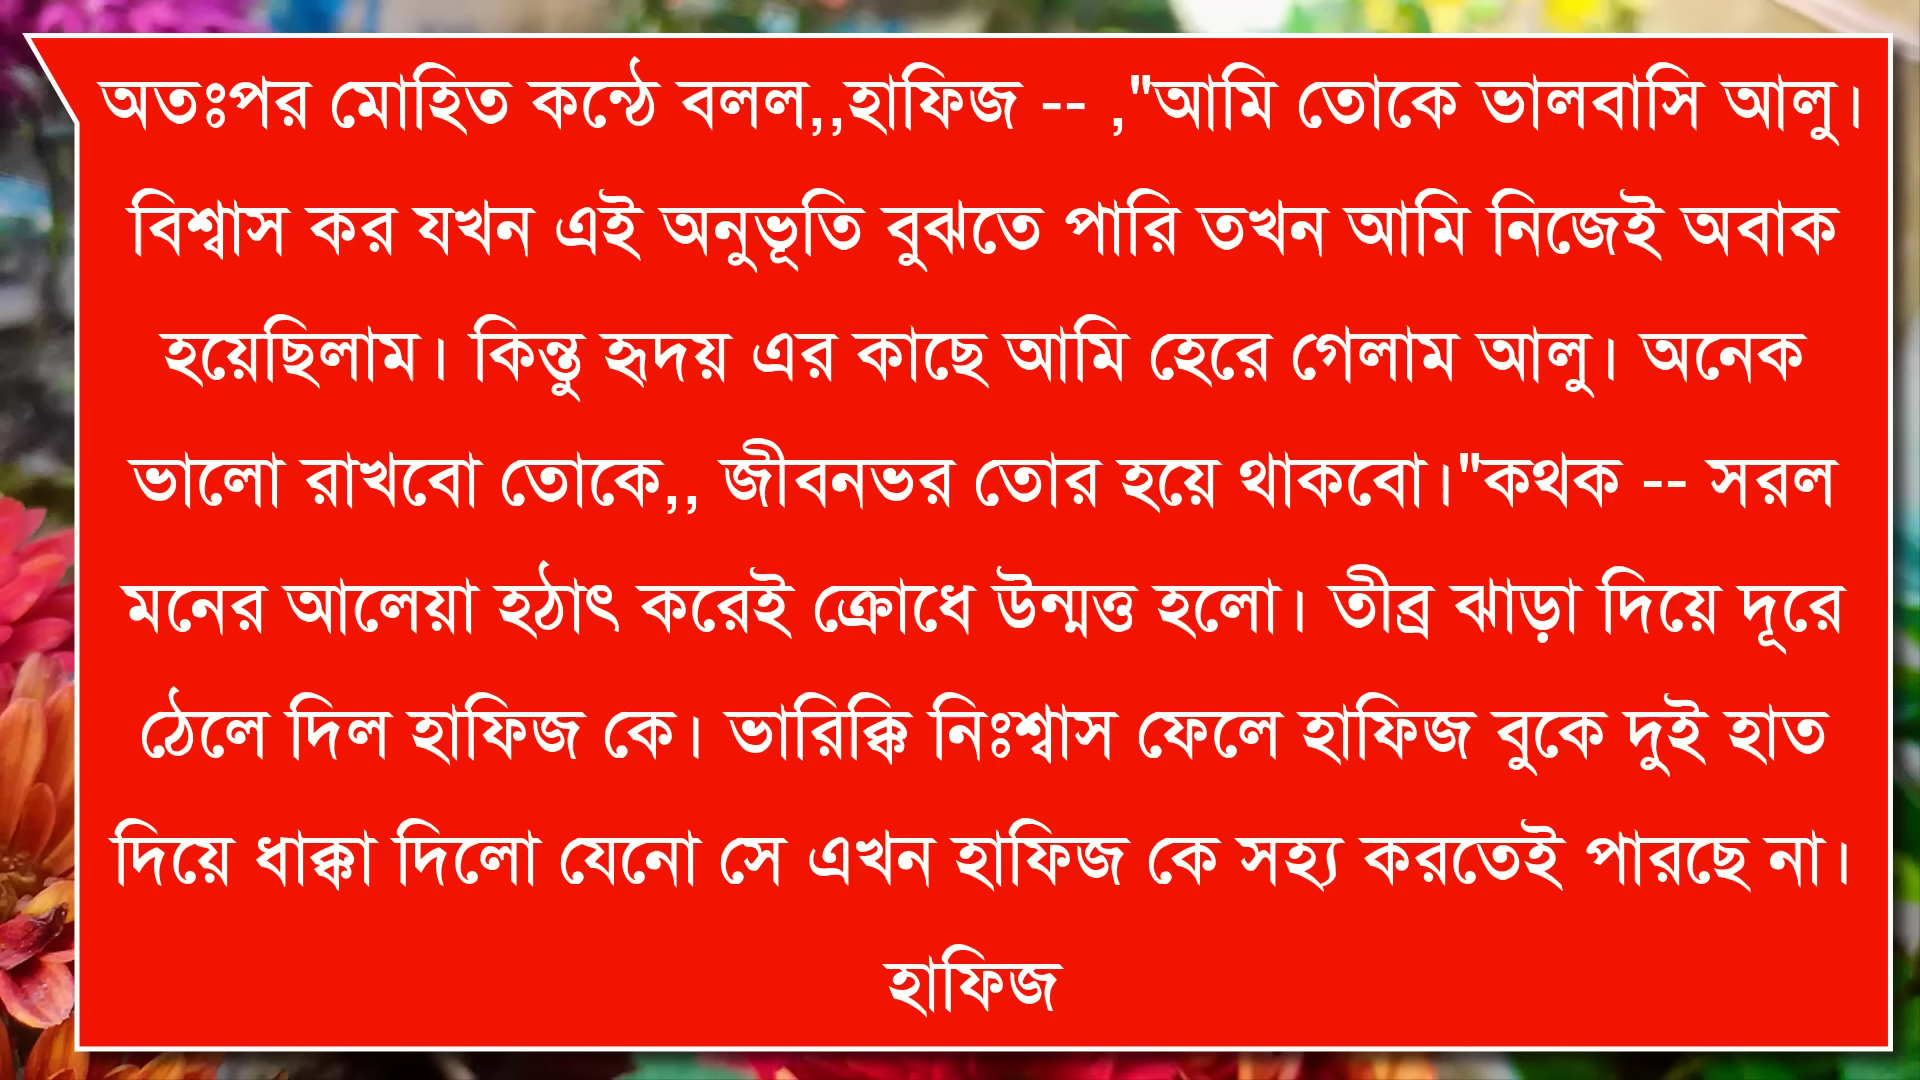 অতঃপর মোহিত কন্ঠে বলল,,হাফিজ -- ,"আমি তোকে ভালবাসি আলু।
বিশ্বাস কর যখন এই অনুভূতি বুঝতে পারি তখন আমি নিজেই অবাক
হয়েছিলাম। কিন্তু হৃদয় এর কাছে আমি হেরে গেলাম আলু। অনেক
ভালো রাখবো তোকে,, জীবনভর তোর হয়ে থাকবো।"কথক -- সরল
মনের আলেয়া হঠাৎ করেই ক্রোধে উন্মত্ত হলো। তীব্র ঝাড়া দিয়ে দূরে
ঠেলে দিল হাফিজ কে। ভারিক্কি নিঃশ্বাস ফেলে হাফিজ বুকে দুই হাত
দিয়ে ধাক্কা দিলো যেনো সে এখন হাফিজ কে সহ্য করতেই পারছে না।
হাফিজ